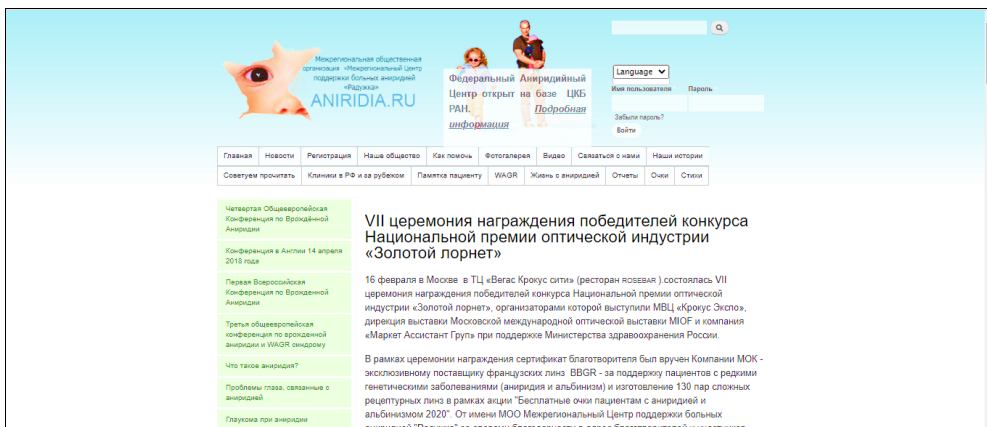 Межрегиональная общественная
организация «Межрегиональный Центр
поддержки больных аниридией
«Радужка»
ANIRIDIA.RU
Федеральный Аниридийный
Центр открыт на базе ЦКБ
РАН. Подробная
информация
Language
Имя пользователя Пароль
Забыли пароль?
Войти
Главная Новости Регистрация Наше общество Как помочь Фотогалерея Видео Связаться с нами Наши истории
Советуем прочитать Клиники в РФ и за рубежом Памятка пациенту WAGR Жизнь с аниридией Отчеты Очки Стихи
Четвертая Общеевропейская
Конференция по Врождённой
Аниридии
Конференция в Англии 14 апреля
2018 года
Первая Всероссийская
Конференция по Врожденной
Аниридии
Третья общеевропейская
конференция по врожденной
аниридии и WAGR синдрому
Что такое аниридия?
Проблемы глаза, связанные с
аниридией
Глаукома при аниридии
VII церемония награждения победителей конкурса
Национальной премии оптической индустрии
«Золотой лорнет»
16 февраля в Москве в ТЦ «Вегас Крокус сити» (ресторан ROSEBAR ).состоялась VII
церемония награждения победителей конкурса Национальной премии оптической
индустрии «Золотой лорнет», организаторами которой выступили МВЦ «Крокус Экспо»,
дирекция выставки Московской международной оптической выставки MIOF и компания
«Маркет Ассистант Груп» при поддержке Министерства здравоохранения России.
В рамках церемонии награждения сертификат благотворителя был вручен Компании МОК -
эксклюзивному поставщику французских линз BBGR - за поддержку пациентов с редкими
генетическими заболеваниями (аниридия и альбинизм) и изготовление 130 пар сложных
рецептурных линз в рамках акции "Бесплатные очки пациентам с аниридией и
альбинизмом 2020". От имени МОО Межрегиональный Центр поддержки больных